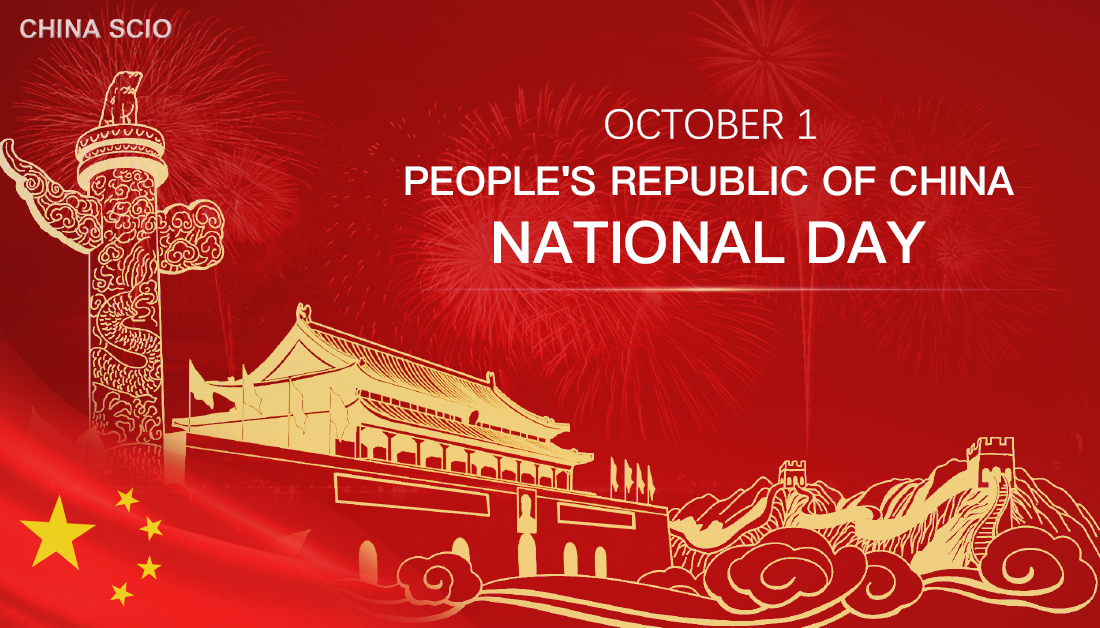 CHINA SCIO
OCTOBER 1
PEOPLE'S REPUBLIC OF CHINA
NATIONAL DAY